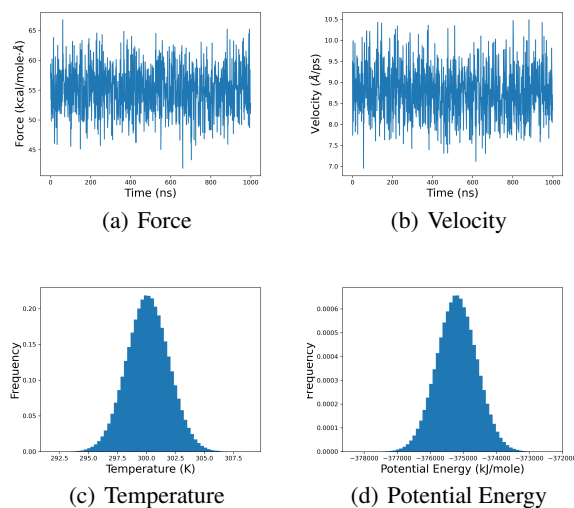 Force (kcal/mole·Å)
65
60
55
50
45
0 200 400 600 800 1000
Time (ns)
(a) Force
Velocity (Å/ps)
10.5
10.0
9.5
9.0
8.5
8.0
7.5
7.0
0 200 400 600 800 1000
Time (ns)
(b) Velocity
Frequency
0.20
0.15
0.10
0.05
0.00
292.5 295.0 297.5 300.0 302.5 305.0 307.5
Temperature (K)
(c) Temperature
Frequency
0.0006
0.0005
0.0004
0.0003
0.0002
0.0001
0.0000
−378000 −377000 −376000 −375000 −374000 −373000 −372000
Potential Energy (kJ/mole)
(d) Potential Energy